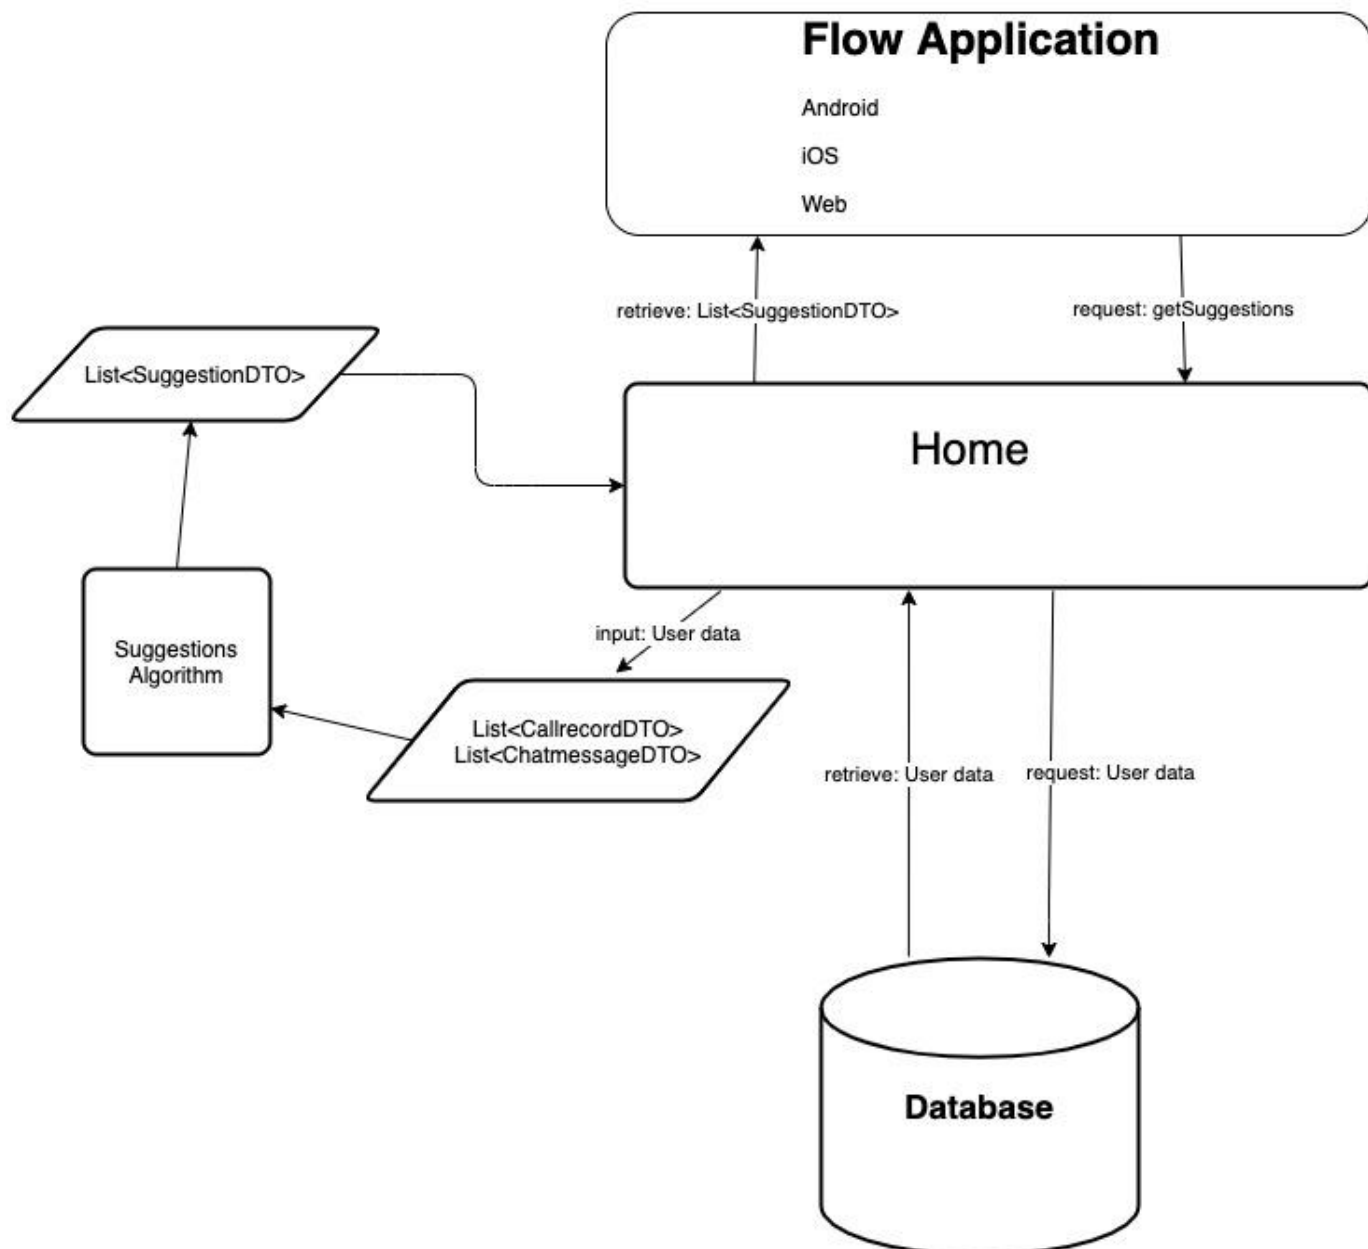 Flow Application
Android
iOS
Web
retrieve: List<SuggestionDTO>
request: getSuggestions
List<SuggestionDTO>
Home
Suggestions
Algorithm
input: User data
List<CallrecordDTO>
List<ChatmessageDTO>
retrieve: User data
request: User data
Database